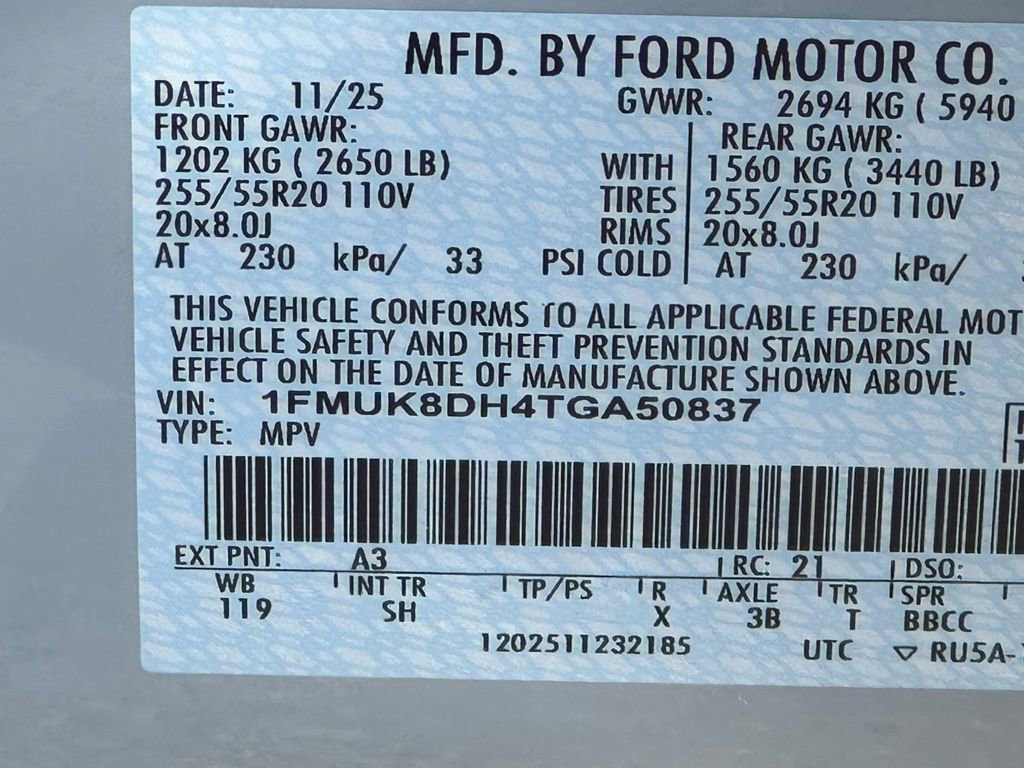 MFD. BY FORD MOTOR CO.
DATE: 11/25 GVWR: 2694 KG ( 5940
FRONT GAWR: REAR GAWR:
1202 KG ( 2650 LB) WITH 1560 KG ( 3440 LB)
255/55R20 110V TIRES 255/55R20 110V
20x8.0J RIMS 20x8.0J
AT 230 kPa/ 33 PSI COLD AT 230 kPa/
THIS VEHICLE CONFORMS TO ALL APPLICABLE FEDERAL MOT
VEHICLE SAFETY AND THEFT PREVENTION STANDARDS IN
EFFECT ON THE DATE OF MANUFACTURE SHOWN ABOVE.
VIN: 1FMUK8DH4TGA50837
TYPE: MPV
EXT PNT: A3 RC: 21 DSO:
WB INT TR TP/PS R AXLE TR SPR
119 SH X 3B T BBCC
1202511232185 UTC ▽ RU5A-